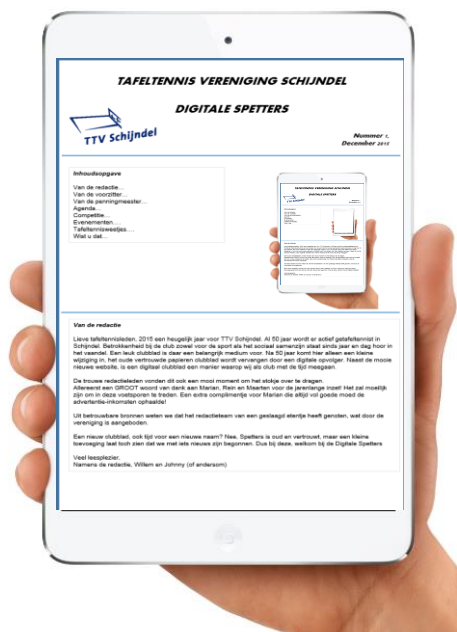 TAFELTENNIS VERENIGING SCHIJNDEL
DIGITALE SPETTERS
TTV Schijndel
Nummer 1,
December 2015
Inhoudsopgave
Van de redactie…
Van de voorzitter…
Van de penningmeester…
Agenda…
Competitie…
Evenementen….
Tafeltennisweetjes….
Wist u dat…
TAFELTENNIS VERENIGING SCHIJNDEL
DIGITALE SPETTERS
Van de redactie
Lieve tafeltennisleden. 2015 een heugelijk jaar voor TTV Schijndel. Al 50 jaar wordt er actief getafeltennist in
Schijndel. Betrokkenheid bij de club zowel voor de sport als het sociaal samenzijn staat sinds jaar en dag hoor in
het vaandel. Een leuk clubblad is daar een belangrijk medium voor. Na 50 jaar komt hier alleen een kleine
wijziging in, het oude vertrouwde papieren clubblad wordt vervangen door een digitale opvolger. Naast de mooie
nieuwe website, is een digitaal clubblad een manier waarop wij als club met de tijd meegaan.
De trouwe redactieleden vonden dit ook een mooi moment om het stokje over te dragen.
Allereerst een GROOT woord van dank aan Marian, Rein en Maarten voor de jarenlange inzet! Het zal moeilijk
zijn om in deze voetsporen te treden. Een extra complimentje voor Marian die altijd vol goede moed de
advertentie-inkomsten ophaalde!
Uit betrouwbare bronnen weten we dat het redactieteam van een geslaagd etentje heeft genoten, wat door de
vereniging is aangeboden.
Een nieuw clubblad, ook tijd voor een nieuwe naam? Nee, Spetters is oud en vertrouwt, maar een kleine
toevoeging laat toch zien dat we met iets nieuws zijn begonnen. Dus bij deze, welkom bij de Digitale Spetters
Veel leesplezier,
Namens de redactie, Willem en Johnny (of andersom)